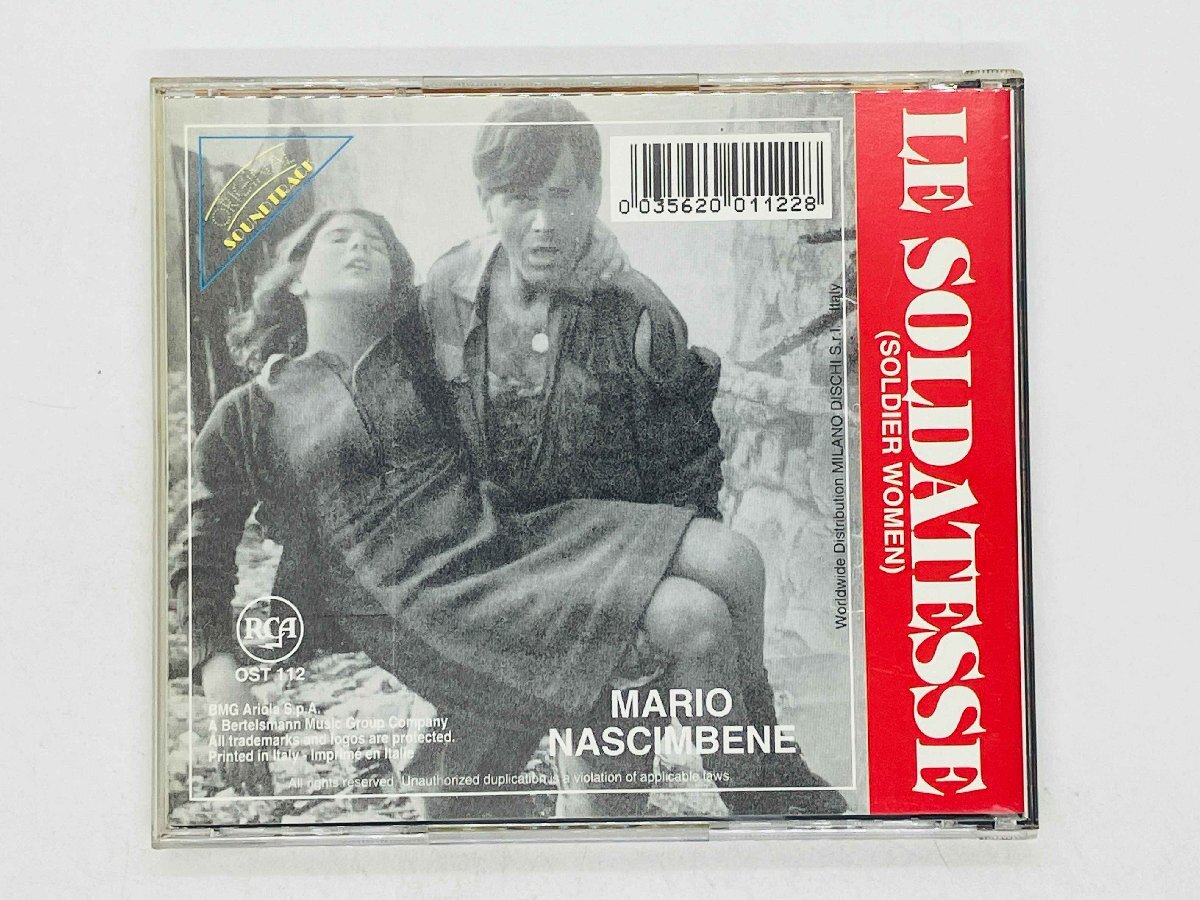 ORIGINAL
SOUNDTRACK
0 035620 011228
LE SOLDATESSE
(SOLDIER WOMEN)
Worldwide Distribution MILANO DISCHI S.r.l. - Italy
RCA
OST 112
BMG Ariola S.p.A.
A Bertelsmann Music Group Company
All trademarks and logos are protected.
Printed in Italy - Imprimé en Italie
MARIO
NASCIMBENE
All rights reserved. Unauthorized duplication is a violation of applicable laws